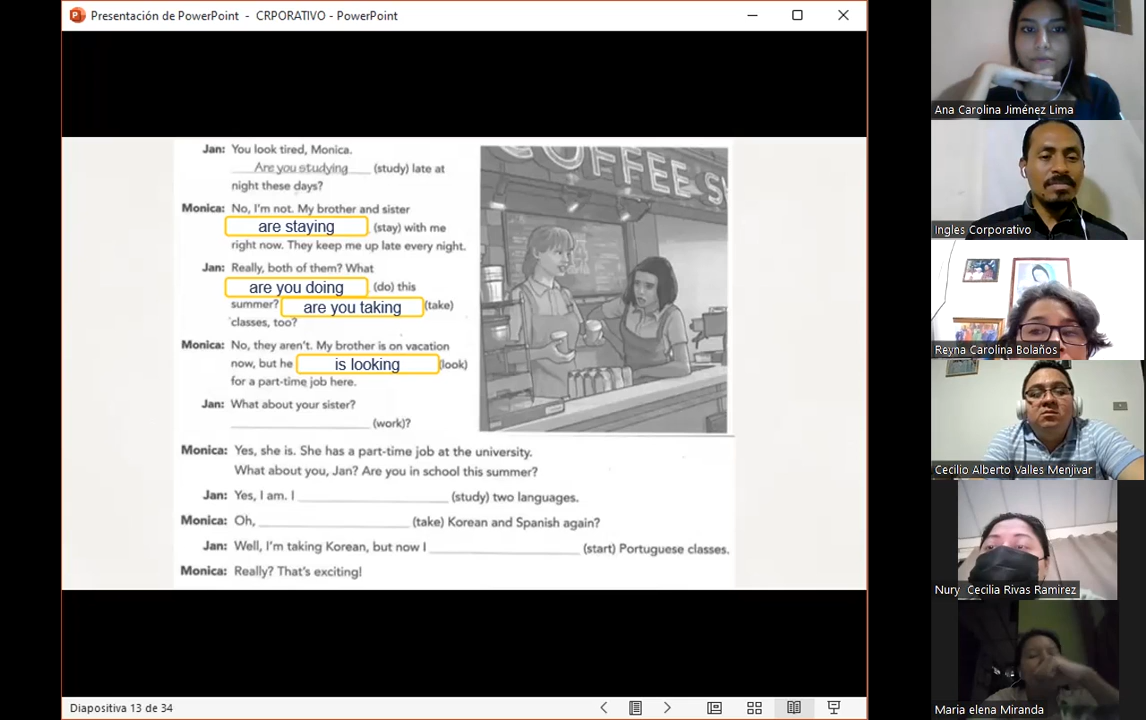 Presentación de PowerPoint - CRPORATIVO - PowerPoint
Jan: You look tired, Monica.
Are you studying (study) late at
night these days?
Monica: No, I'm not. My brother and sister
are staying (stay) with me
right now. They keep me up late every night.
Jan: Really, both of them? What
are you doing (do) this
summer? are you taking (take)
classes, too?
Monica: No, they aren't. My brother is on vacation
now, but he is looking (look)
for a part-time job here.
Jan: What about your sister?
____________________ (work)?
Monica: Yes, she is. She has a part-time job at the university.
What about you, Jan? Are you in school this summer?
Jan: Yes, I am. I ____________________ (study) two languages.
Monica: Oh, ____________________ (take) Korean and Spanish again?
Jan: Well, I'm taking Korean, but now I ____________________ (start) Portuguese classes.
Monica: Really? That's exciting!
COFFEE S
Diapositiva 13 de 34
Ana Carolina Jiménez Lima
Ingles Corporativo
Reyna Carolina Bolaños
Cecilio Alberto Valles Menjivar
Nury Cecilia Rivas Ramirez
Maria elena Miranda